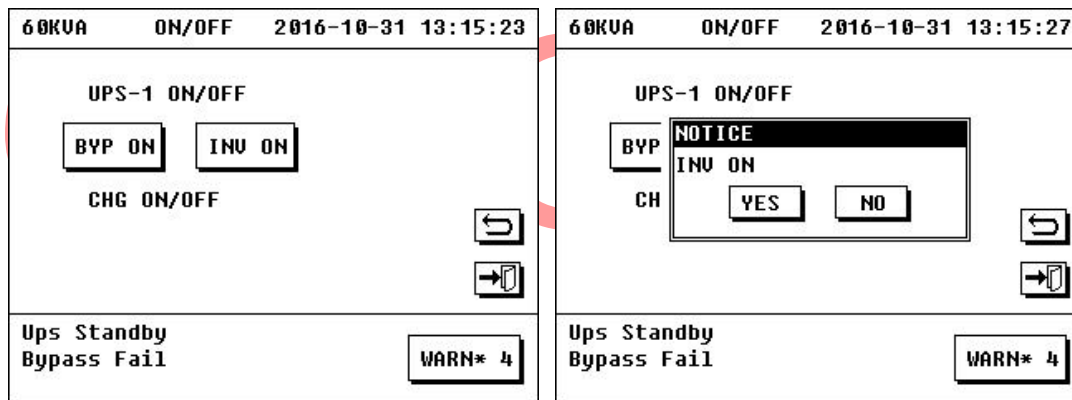 60KVA ON/OFF 2016-10-31 13:15:23
UPS-1 ON/OFF
BYP ON INV ON
CHG ON/OFF
Ups Standby
Bypass Fail
WARN* 4
60KVA ON/OFF 2016-10-31 13:15:27
UPS-1 ON/OFF
BYP
NOTICE
INV ON
CH
YES NO
Ups Standby
Bypass Fail
WARN* 4